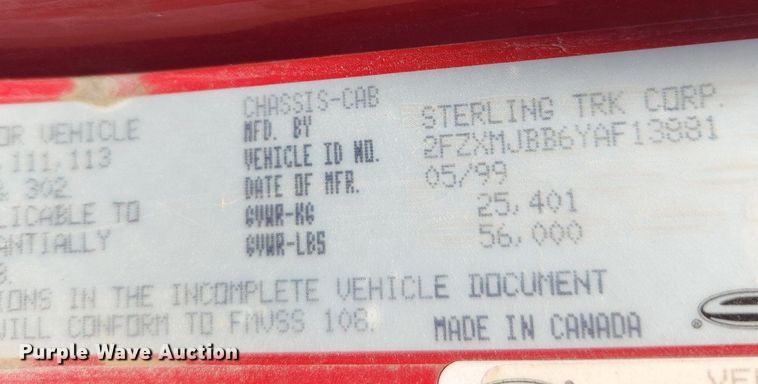 CHASSIS-CAB
OR VEHICLE MFD. BY STERLING TRK CORP.
111,113 VEHICLE ID NO. 2FZXMJBB6YAF13881
& 302 DATE OF MFR. 05/99
LICABLE TO GVWR-KG 25,401
ANTIALLY GVWR-LBS 56,000
IONS IN THE INCOMPLETE VEHICLE DOCUMENT
WILL CONFORM TO FMVSS 108. MADE IN CANADA
Purple Wave Auction